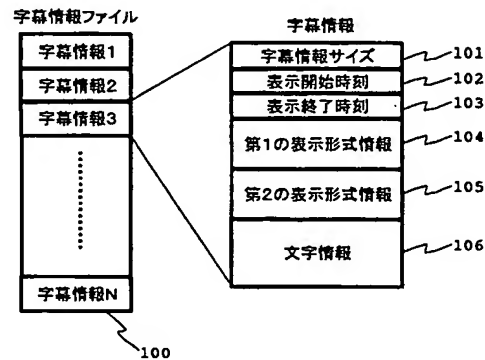 字幕情報ファイル
字幕情報1
字幕情報2
字幕情報3
字幕情報N
100
字幕情報
字幕情報サイズ
101
表示開始時刻
102
表示終了時刻
103
第1の表示形式情報
104
第2の表示形式情報
105
文字情報
106